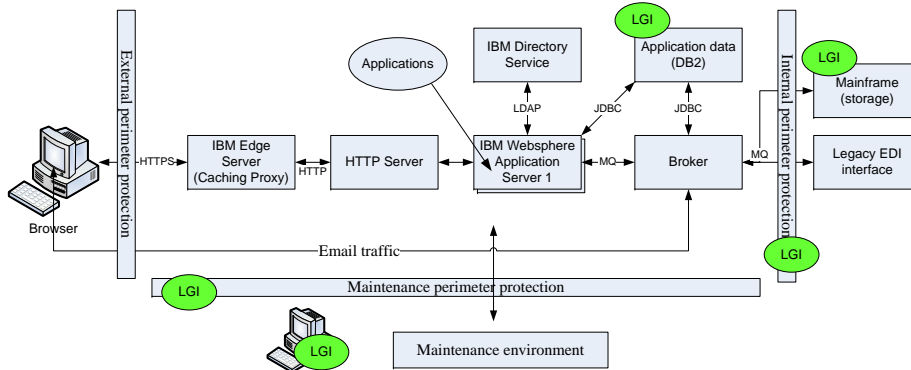 LGI
IBM Directory
Service
Application data
(DB2)
LGI
Mainframe
(storage)
Applications
External perimeter protection
Internal perimeter protection
LDAP
JDBC
JDBC
HTTPS
IBM Edge
Server
(Caching Proxy)
HTTP
HTTP Server
IBM Websphere
Application
Server 1
MQ
Broker
MQ
Legacy EDI
interface
Browser
Email traffic
LGI
LGI
Maintenance perimeter protection
LGI
Maintenance environment